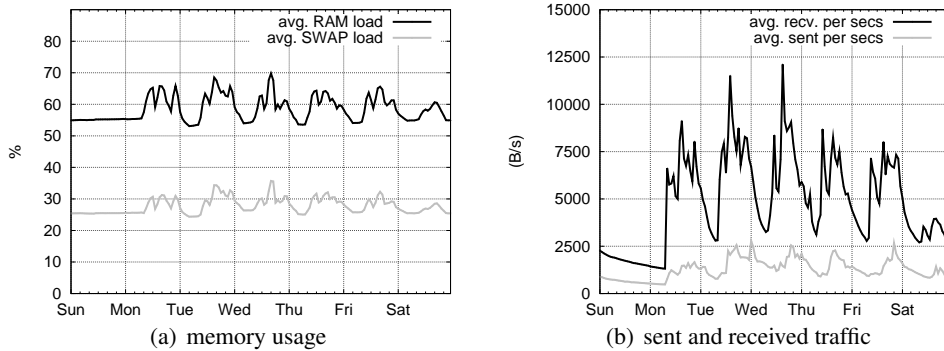 avg. RAM load
avg. SWAP load
80
70
60
50
40
30
20
10
0
%
Sun Mon Tue Wed Thu Fri Sat
(a) memory usage
avg. recv. per secs
avg. sent per secs
15000
12500
10000
7500
5000
2500
0
(B/s)
Sun Mon Tue Wed Thu Fri Sat
(b) sent and received traffic